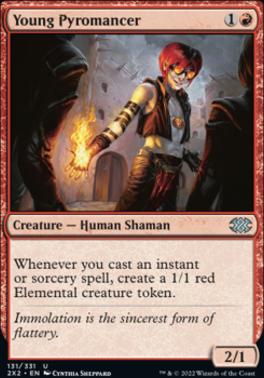 Young Pyromancer 1
Creature — Human Shaman
Whenever you cast an instant
or sorcery spell, create a 1/1 red
Elemental creature token.
Immolation is the sincerest form of
flattery.
2/1
131/331 U
2X2 • EN Cynthia Sheppard
™ & © 2022 Wizards of the Coast